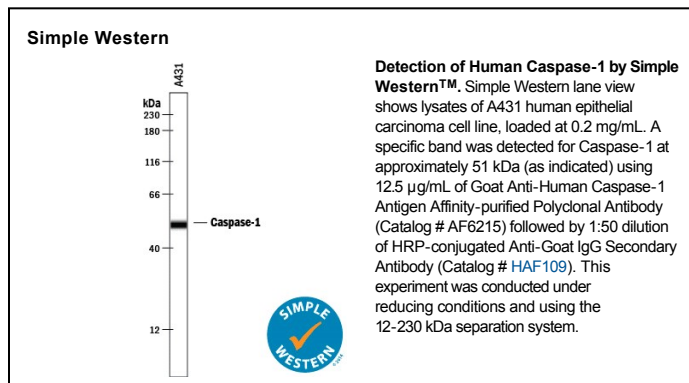 Simple Western
A431
kDa
230
180
116
66
Caspase-1
40
12
SIMPLE
WESTERN
Detection of Human Caspase-1 by Simple
Western™. Simple Western lane view
shows lysates of A431 human epithelial
carcinoma cell line, loaded at 0.2 mg/mL. A
specific band was detected for Caspase-1 at
approximately 51 kDa (as indicated) using
12.5 µg/mL of Goat Anti-Human Caspase-1
Antigen Affinity-purified Polyclonal Antibody
(Catalog # AF6215) followed by 1:50 dilution
of HRP-conjugated Anti-Goat IgG Secondary
Antibody (Catalog # HAF109). This
experiment was conducted under
reducing conditions and using the
12-230 kDa separation system.